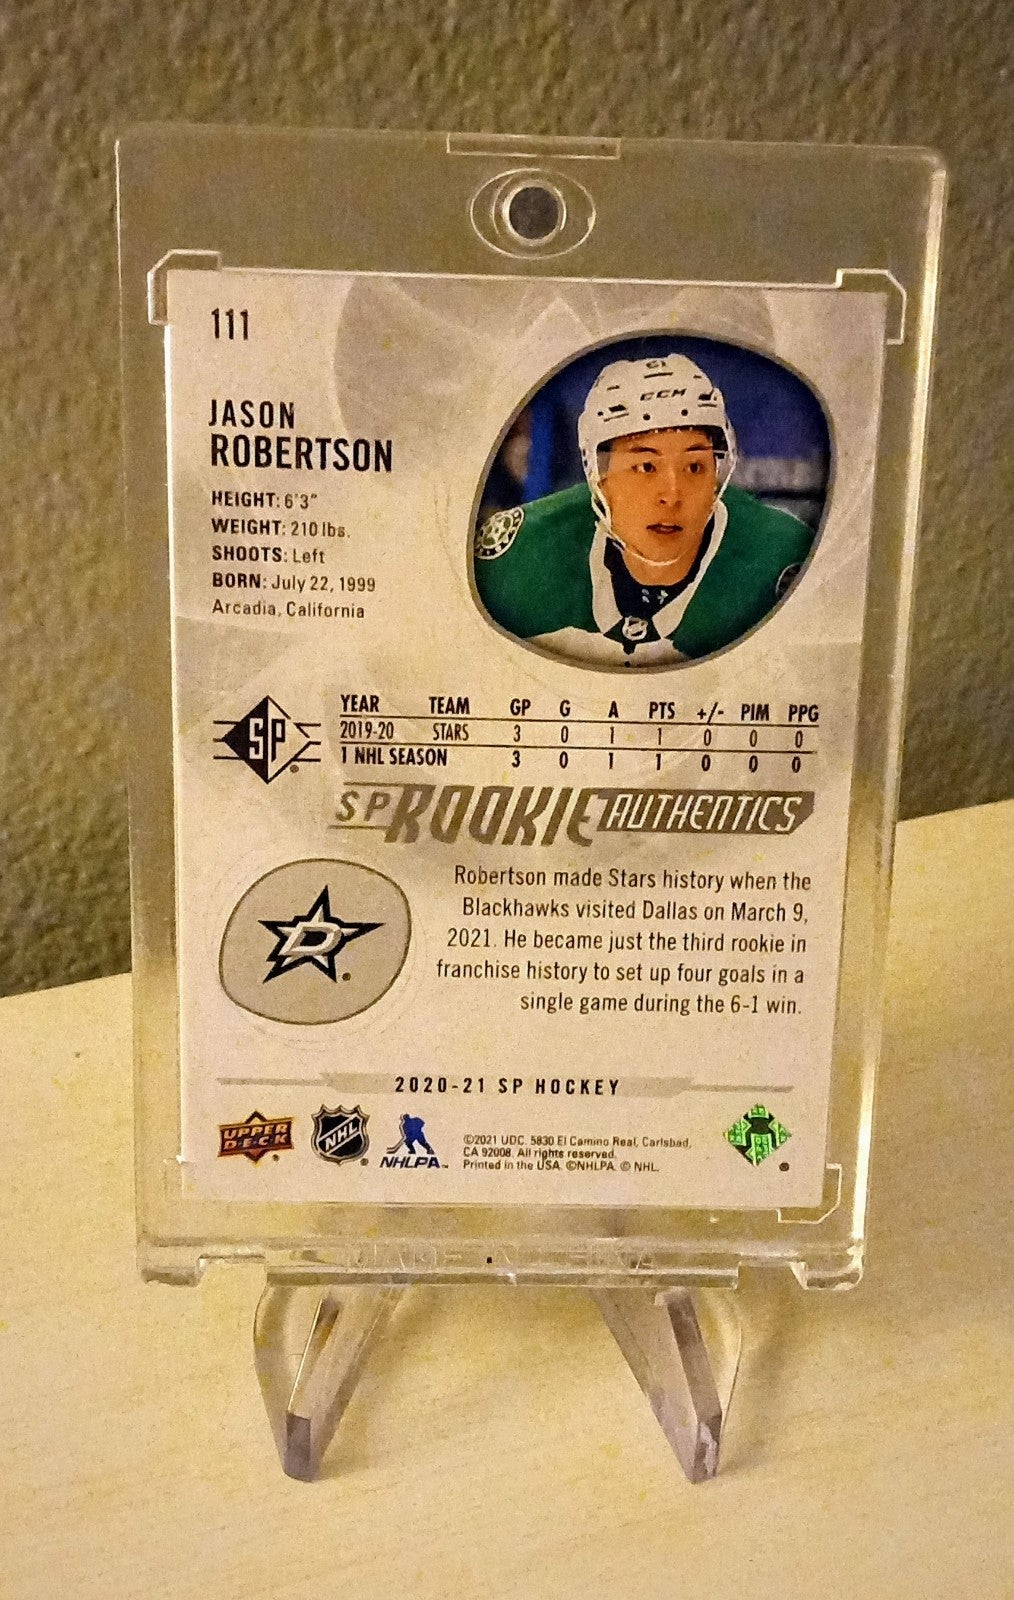 111
JASON
ROBERTSON
HEIGHT: 6'3"
WEIGHT: 210 lbs.
SHOOTS: Left
BORN: July 22, 1999
Arcadia, California
CCM
SP
YEAR TEAM GP G A PTS +/- PIM PPG
2019-20 STARS 3 0 1 1 0 0 0
1 NHL SEASON 3 0 1 1 0 0 0
SP ROOKIE AUTHENTICS
Robertson made Stars history when the
Blackhawks visited Dallas on March 9,
2021. He became just the third rookie in
franchise history to set up four goals in a
single game during the 6-1 win.
D
2020-21 SP HOCKEY
UPPER
DECK
NHL
NHLPA
©2021 UDC. 5830 El Camino Real, Carlsbad,
CA 92008. All rights reserved.
Printed in the USA. ©NHLPA. © NHL.